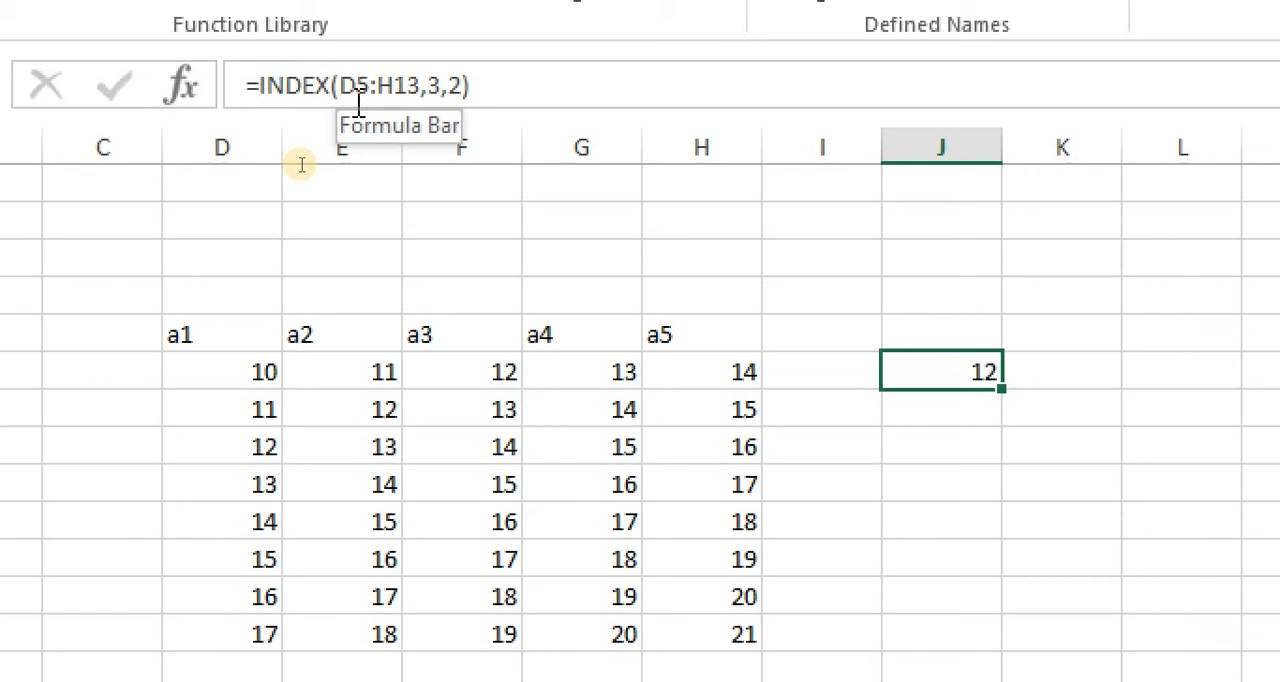 Function Library Defined Names
fx =INDEX(D5:H13,3,2)
Formula Bar
C D E F G H I J K L
a1 a2 a3 a4 a5
10 11 12 13 14 12
11 12 13 14 15
12 13 14 15 16
13 14 15 16 17
14 15 16 17 18
15 16 17 18 19
16 17 18 19 20
17 18 19 20 21